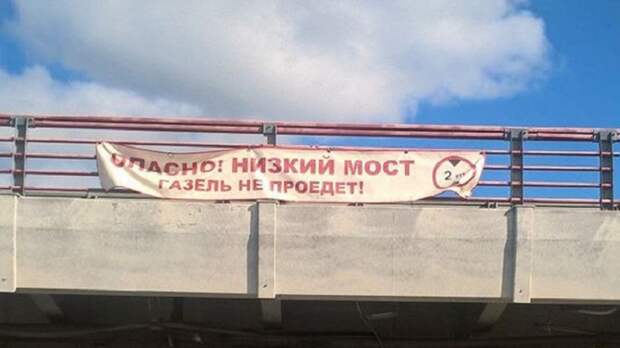 ОПАСНО! НИЗКИЙ МОСТ
ГАЗЕЛЬ НЕ ПРОЕДЕТ!
2